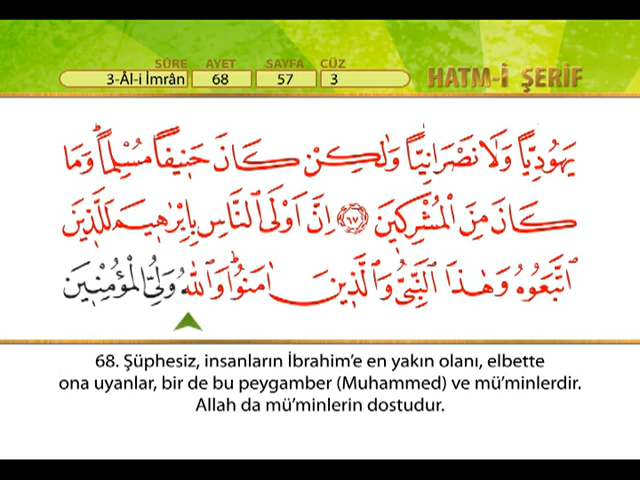 SÛRE AYET SAYFA CÜZ
3-Âl-i İmrân 68 57 3 HATM-İ ŞERİF
يَهُودِيًّا وَلَا نَصْرَانِيًّا وَلٰكِنْ كَانَ حَنِيفًا مُسْلِمًاۜ وَمَا
كَانَ مِنَ الْمُشْرِكِينَ ﴿٦٧﴾ اِنَّ اَوْلَى النَّاسِ بِاِبْرٰهِيمَ لَلَّذِينَ
اتَّبَعُوهُ وَهٰذَا النَّبِيُّ وَالَّذِينَ اٰمَنُواۜ وَاللّٰهُ وَلِيُّ الْمُؤْمِنِينَ
68. Şüphesiz, insanların İbrahim’e en yakın olanı, elbette
ona uyanlar, bir de bu peygamber (Muhammed) ve mü’minlerdir.
Allah da mü’minlerin dostudur.